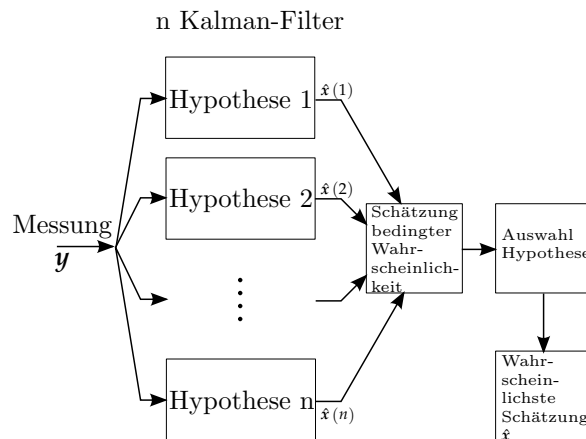 n Kalman-Filter
Hypothese 1
x̂(1)
Hypothese 2
x̂(2)
Messung
y
Schätzung
bedingter
Wahr-
scheinlich-
keit
Auswahl
Hypothese
Hypothese n
x̂(n)
Wahr-
schein-
lichste
Schätzung
x̂